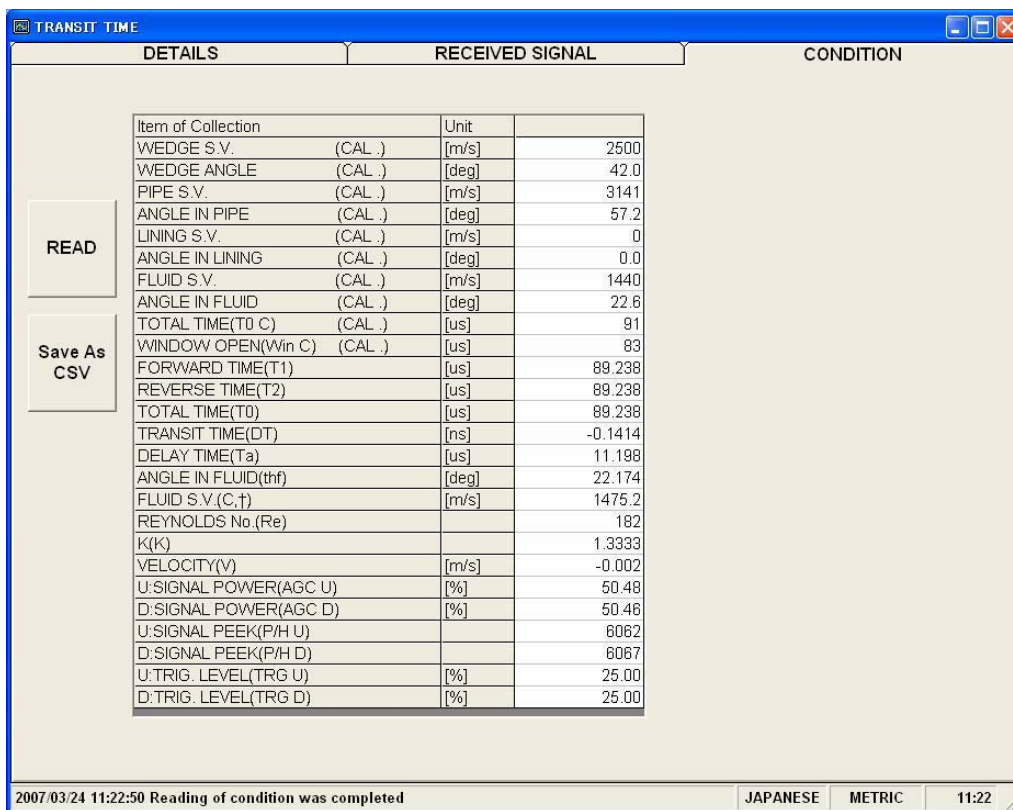 TRANSIT TIME
DETAILS RECEIVED SIGNAL CONDITION
READ
Save As
CSV
Item of Collection Unit
WEDGE S.V. (CAL .) [m/s] 2500
WEDGE ANGLE (CAL .) [deg] 42.0
PIPE S.V. (CAL .) [m/s] 3141
ANGLE IN PIPE (CAL .) [deg] 57.2
LINING S.V. (CAL .) [m/s] 0
ANGLE IN LINING (CAL .) [deg] 0.0
FLUID S.V. (CAL .) [m/s] 1440
ANGLE IN FLUID (CAL .) [deg] 22.6
TOTAL TIME(T0 C) (CAL .) [us] 91
WINDOW OPEN(Win C) (CAL .) [us] 83
FORWARD TIME(T1) [us] 89.238
REVERSE TIME(T2) [us] 89.238
TOTAL TIME(T0) [us] 89.238
TRANSIT TIME(DT) [ns] -0.1414
DELAY TIME(Ta) [us] 11.198
ANGLE IN FLUID(thf) [deg] 22.174
FLUID S.V.(C,†) [m/s] 1475.2
REYNOLDS No.(Re) 182
K(K) 1.3333
VELOCITY(V) [m/s] -0.002
U:SIGNAL POWER(AGC U) [%] 50.48
D:SIGNAL POWER(AGC D) [%] 50.46
U:SIGNAL PEEK(P/H U) 6062
D:SIGNAL PEEK(P/H D) 6067
U:TRIG. LEVEL(TRG U) [%] 25.00
D:TRIG. LEVEL(TRG D) [%] 25.00
2007/03/24 11:22:50 Reading of condition was completed JAPANESE METRIC 11:22